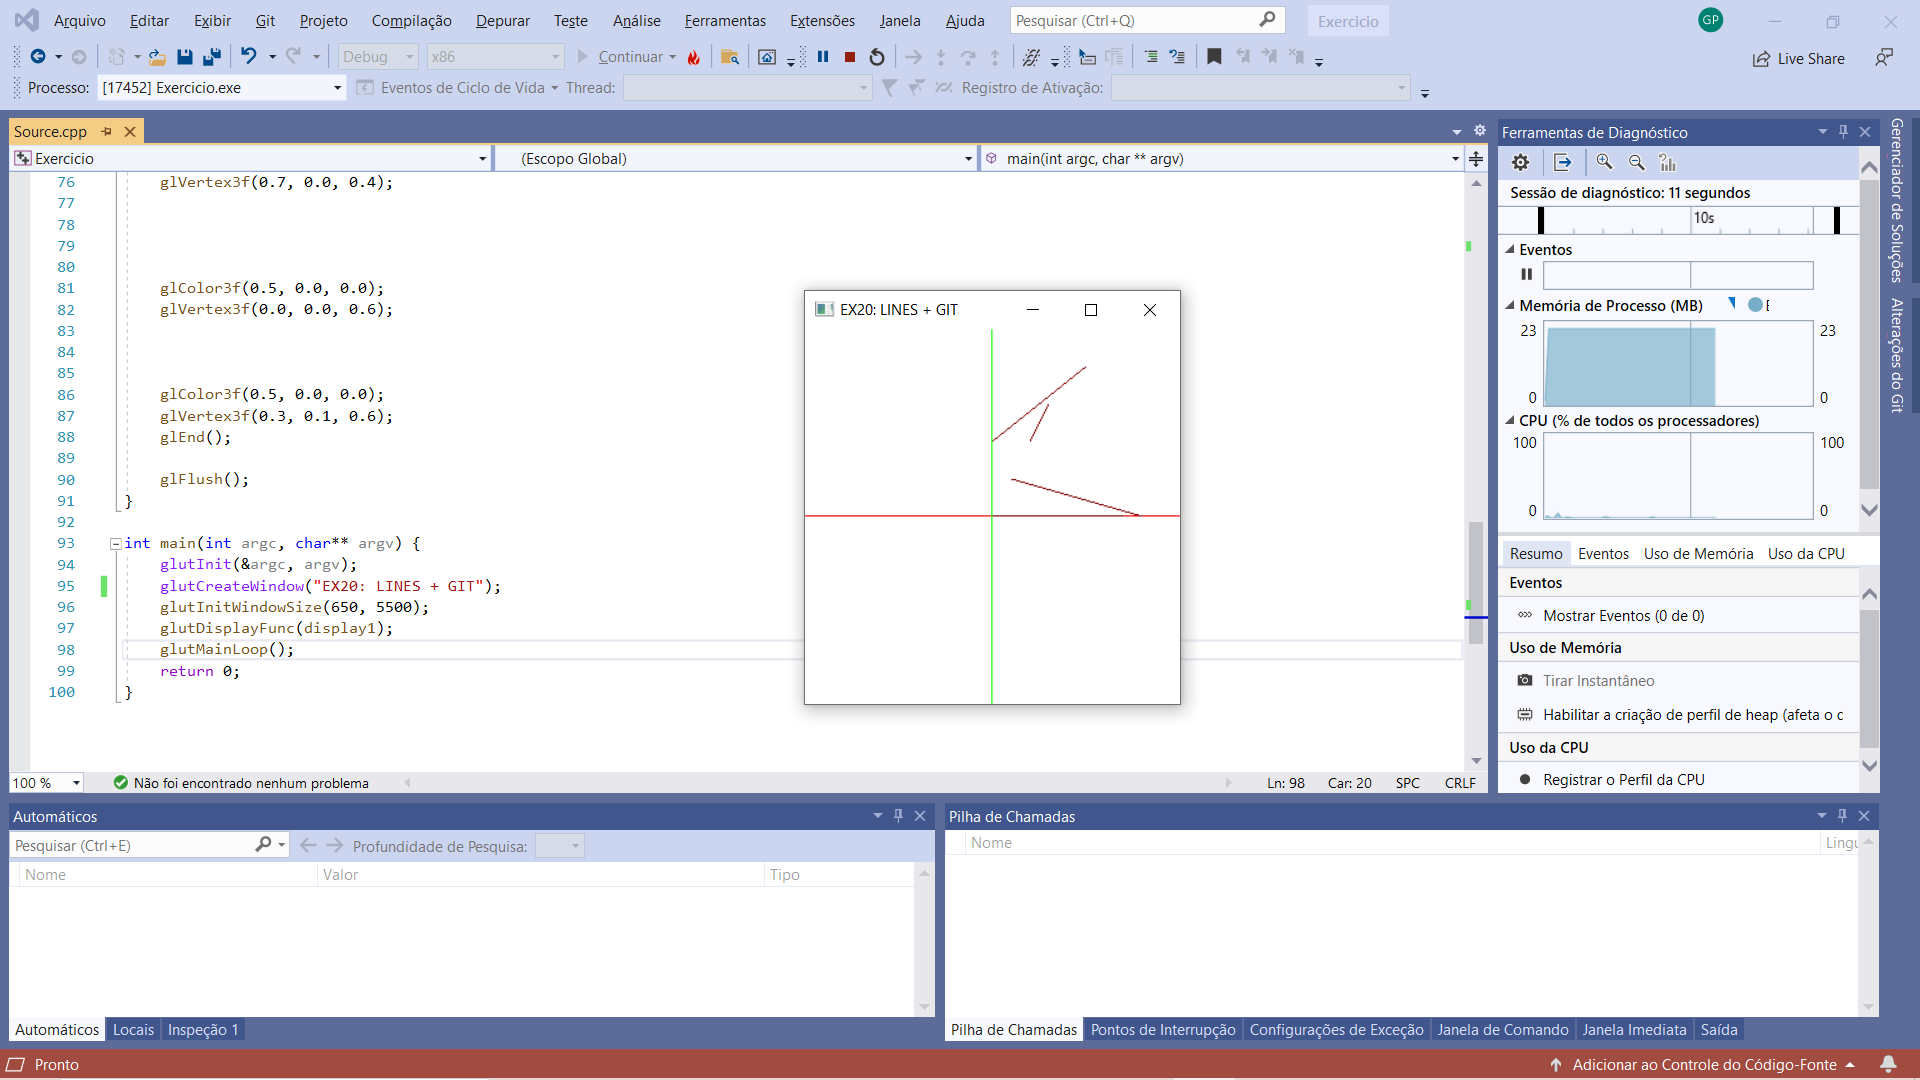 Arquivo Editar Exibir Git Projeto Compilação Depurar Teste Análise Ferramentas Extensões Janela Ajuda Pesquisar (Ctrl+Q) Exercicio GP
Debug x86 Continuar Live Share
Processo: [17452] Exercicio.exe Eventos de Ciclo de Vida Thread: Registro de Ativação:
Source.cpp
Exercicio (Escopo Global) main(int argc, char ** argv)
76 glVertex3f(0.7, 0.0, 0.4);
77
78
79
80
81 glColor3f(0.5, 0.0, 0.0);
82 glVertex3f(0.0, 0.0, 0.6);
83
84
85
86 glColor3f(0.5, 0.0, 0.0);
87 glVertex3f(0.3, 0.1, 0.6);
88 glEnd();
89
90 glFlush();
91 }
92
93 int main(int argc, char** argv) {
94 glutInit(&argc, argv);
95 glutCreateWindow("EX20: LINES + GIT");
96 glutInitWindowSize(650, 5500);
97 glutDisplayFunc(display1);
98 glutMainLoop();
99 return 0;
100 }
EX20: LINES + GIT
100 % Não foi encontrado nenhum problema Ln: 98 Car: 20 SPC CRLF
Ferramentas de Diagnóstico
Sessão de diagnóstico: 11 segundos
10s
Eventos
Memória de Processo (MB)
23 23
0 0
CPU (% de todos os processadores)
100 100
0 0
Resumo Eventos Uso de Memória Uso da CPU
Eventos
Mostrar Eventos (0 de 0)
Uso de Memória
Tirar Instantâneo
Habilitar a criação de perfil de heap (afeta o
Uso da CPU
Registrar o Perfil da CPU
Gerenciador de Soluções
Alterações do Git
Automáticos
Pesquisar (Ctrl+E) Profundidade de Pesquisa:
Nome Valor Tipo
Automáticos Locais Inspeção 1
Pilha de Chamadas
Nome Lingu
Pilha de Chamadas Pontos de Interrupção Configurações de Exceção Janela de Comando Janela Imediata Saída
Pronto Adicionar ao Controle do Código-Fonte